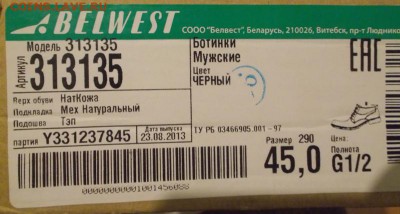 BELWEST
СООО "Белвест", Беларусь, 210026, Витебск, пр-т Людников
Модель 313135
Артикул
313135
Ботинки
Мужские
Цвет
ЧЕРНЫЙ
EAC
Верх обуви НатКожа
Подкладка Мех Натуральный
Подошва Тэп
партия Y331237845
Дата выпуска
23.08.2013
ТУ РБ 03466905.001-97
Размер 290
45,0
Цена
Полнота
G1/2